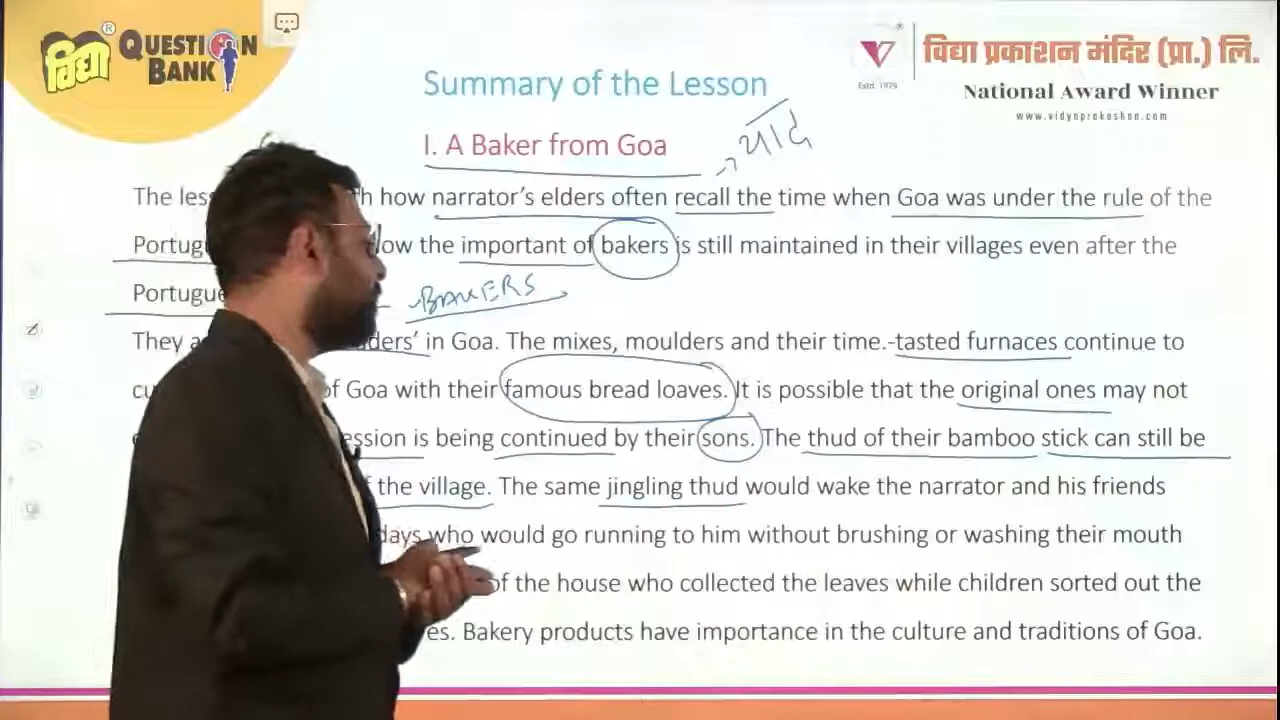 विद्या
®
QUESTION
BANK
Estd. 1975
विद्या प्रकाशन मंदिर (प्रा.) लि.
National Award Winner
www.vidyaprakashan.com
Summary of the Lesson
I. A Baker from Goa
याद
The les h how narrator's elders often recall the time when Goa was under the rule of the
Portug low the important of bakers is still maintained in their villages even after the
Portugue
BAKERS
They a ders' in Goa. The mixes, moulders and their time.-tasted furnaces continue to
cu of Goa with their famous bread loaves. It is possible that the original ones may not
ession is being continued by their sons. The thud of their bamboo stick can still be
f the village. The same jingling thud would wake the narrator and his friends
days who would go running to him without brushing or washing their mouth
of the house who collected the leaves while children sorted out the
es. Bakery products have importance in the culture and traditions of Goa.